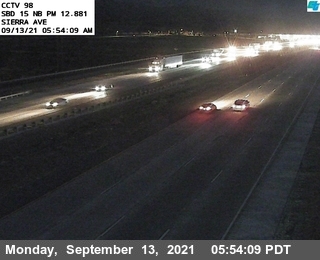 CCTV 98
SBD 15 NB PM 12.881
SIERRA AVE
09/13/21 05:54:09 AM
Monday, September 13, 2021 05:54:09 PDT